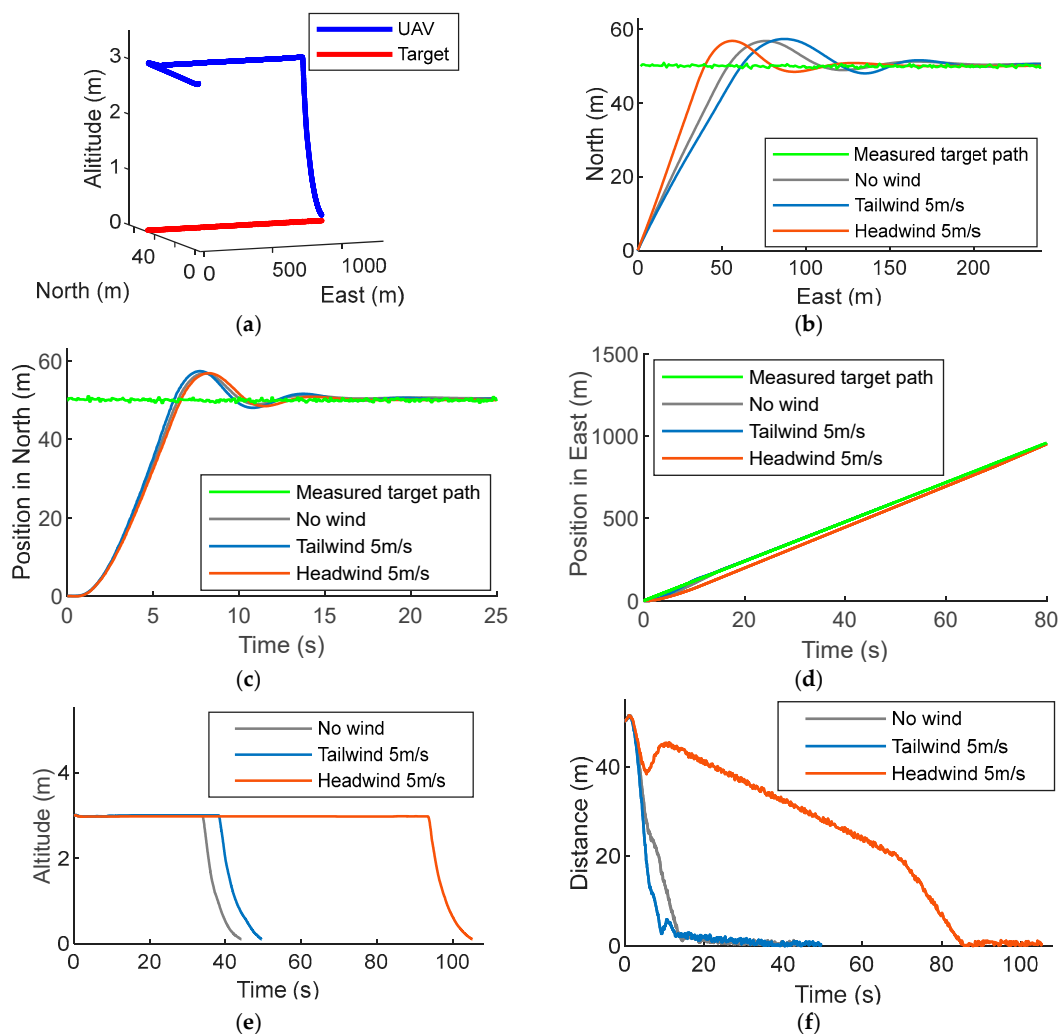 UAV
Target
3
2
1
0
Alititude (m)
40
0
0
500
1000
North (m)
East (m)
(a)
60
40
20
0
North (m)
Measured target path
No wind
Tailwind 5m/s
Headwind 5m/s
0
50
100
150
200
East (m)
(b)
60
40
20
0
Position in North (m)
Measured target path
No wind
Tailwind 5m/s
Headwind 5m/s
0
5
10
15
20
25
Time (s)
(c)
1500
1000
500
0
Position in East (m)
Measured target path
No wind
Tailwind 5m/s
Headwind 5m/s
0
20
40
60
80
Time (s)
(d)
4
2
0
Altitude (m)
No wind
Tailwind 5m/s
Headwind 5m/s
0
20
40
60
80
100
Time (s)
(e)
40
20
0
Distance (m)
No wind
Tailwind 5m/s
Headwind 5m/s
0
20
40
60
80
100
Time (s)
(f)